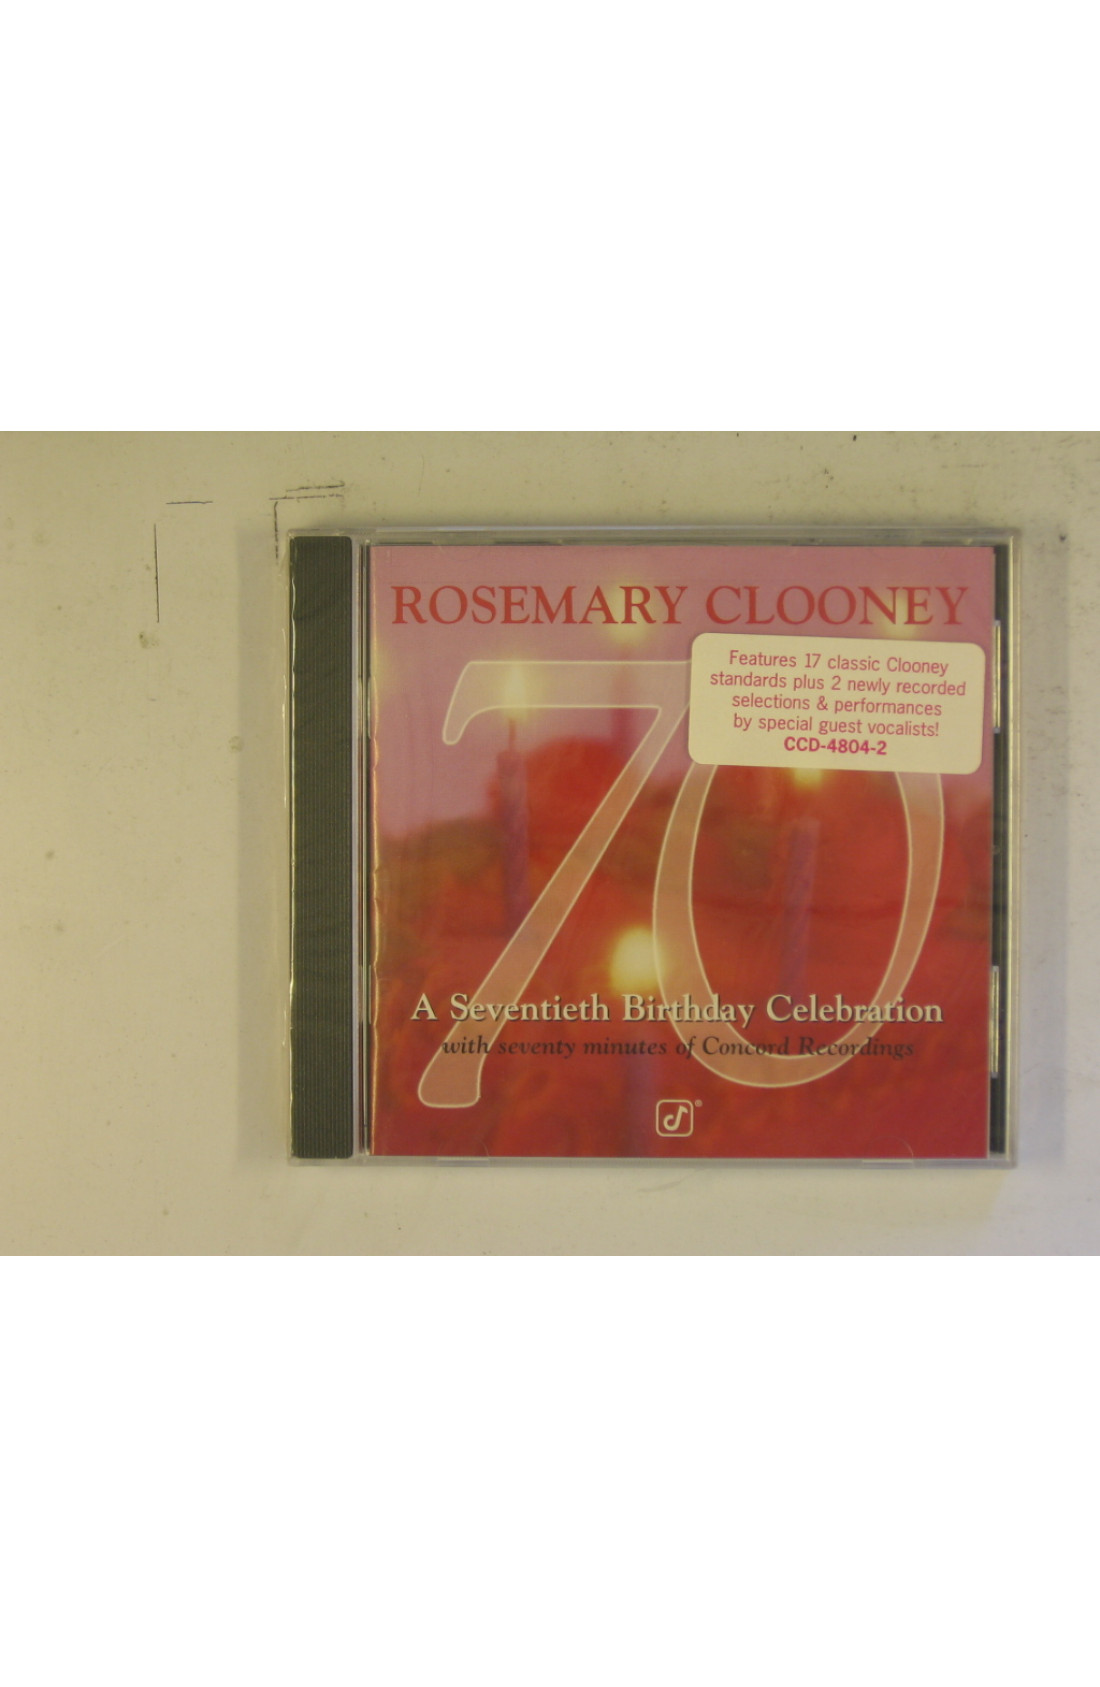 ROSEMARY CLOONEY
Features 17 classic Clooney
standards plus 2 newly recorded
selections & performances
by special guest vocalists!
CCD-4804-2
70
A Seventieth Birthday Celebration
with seventy minutes of Concord Recordings
®